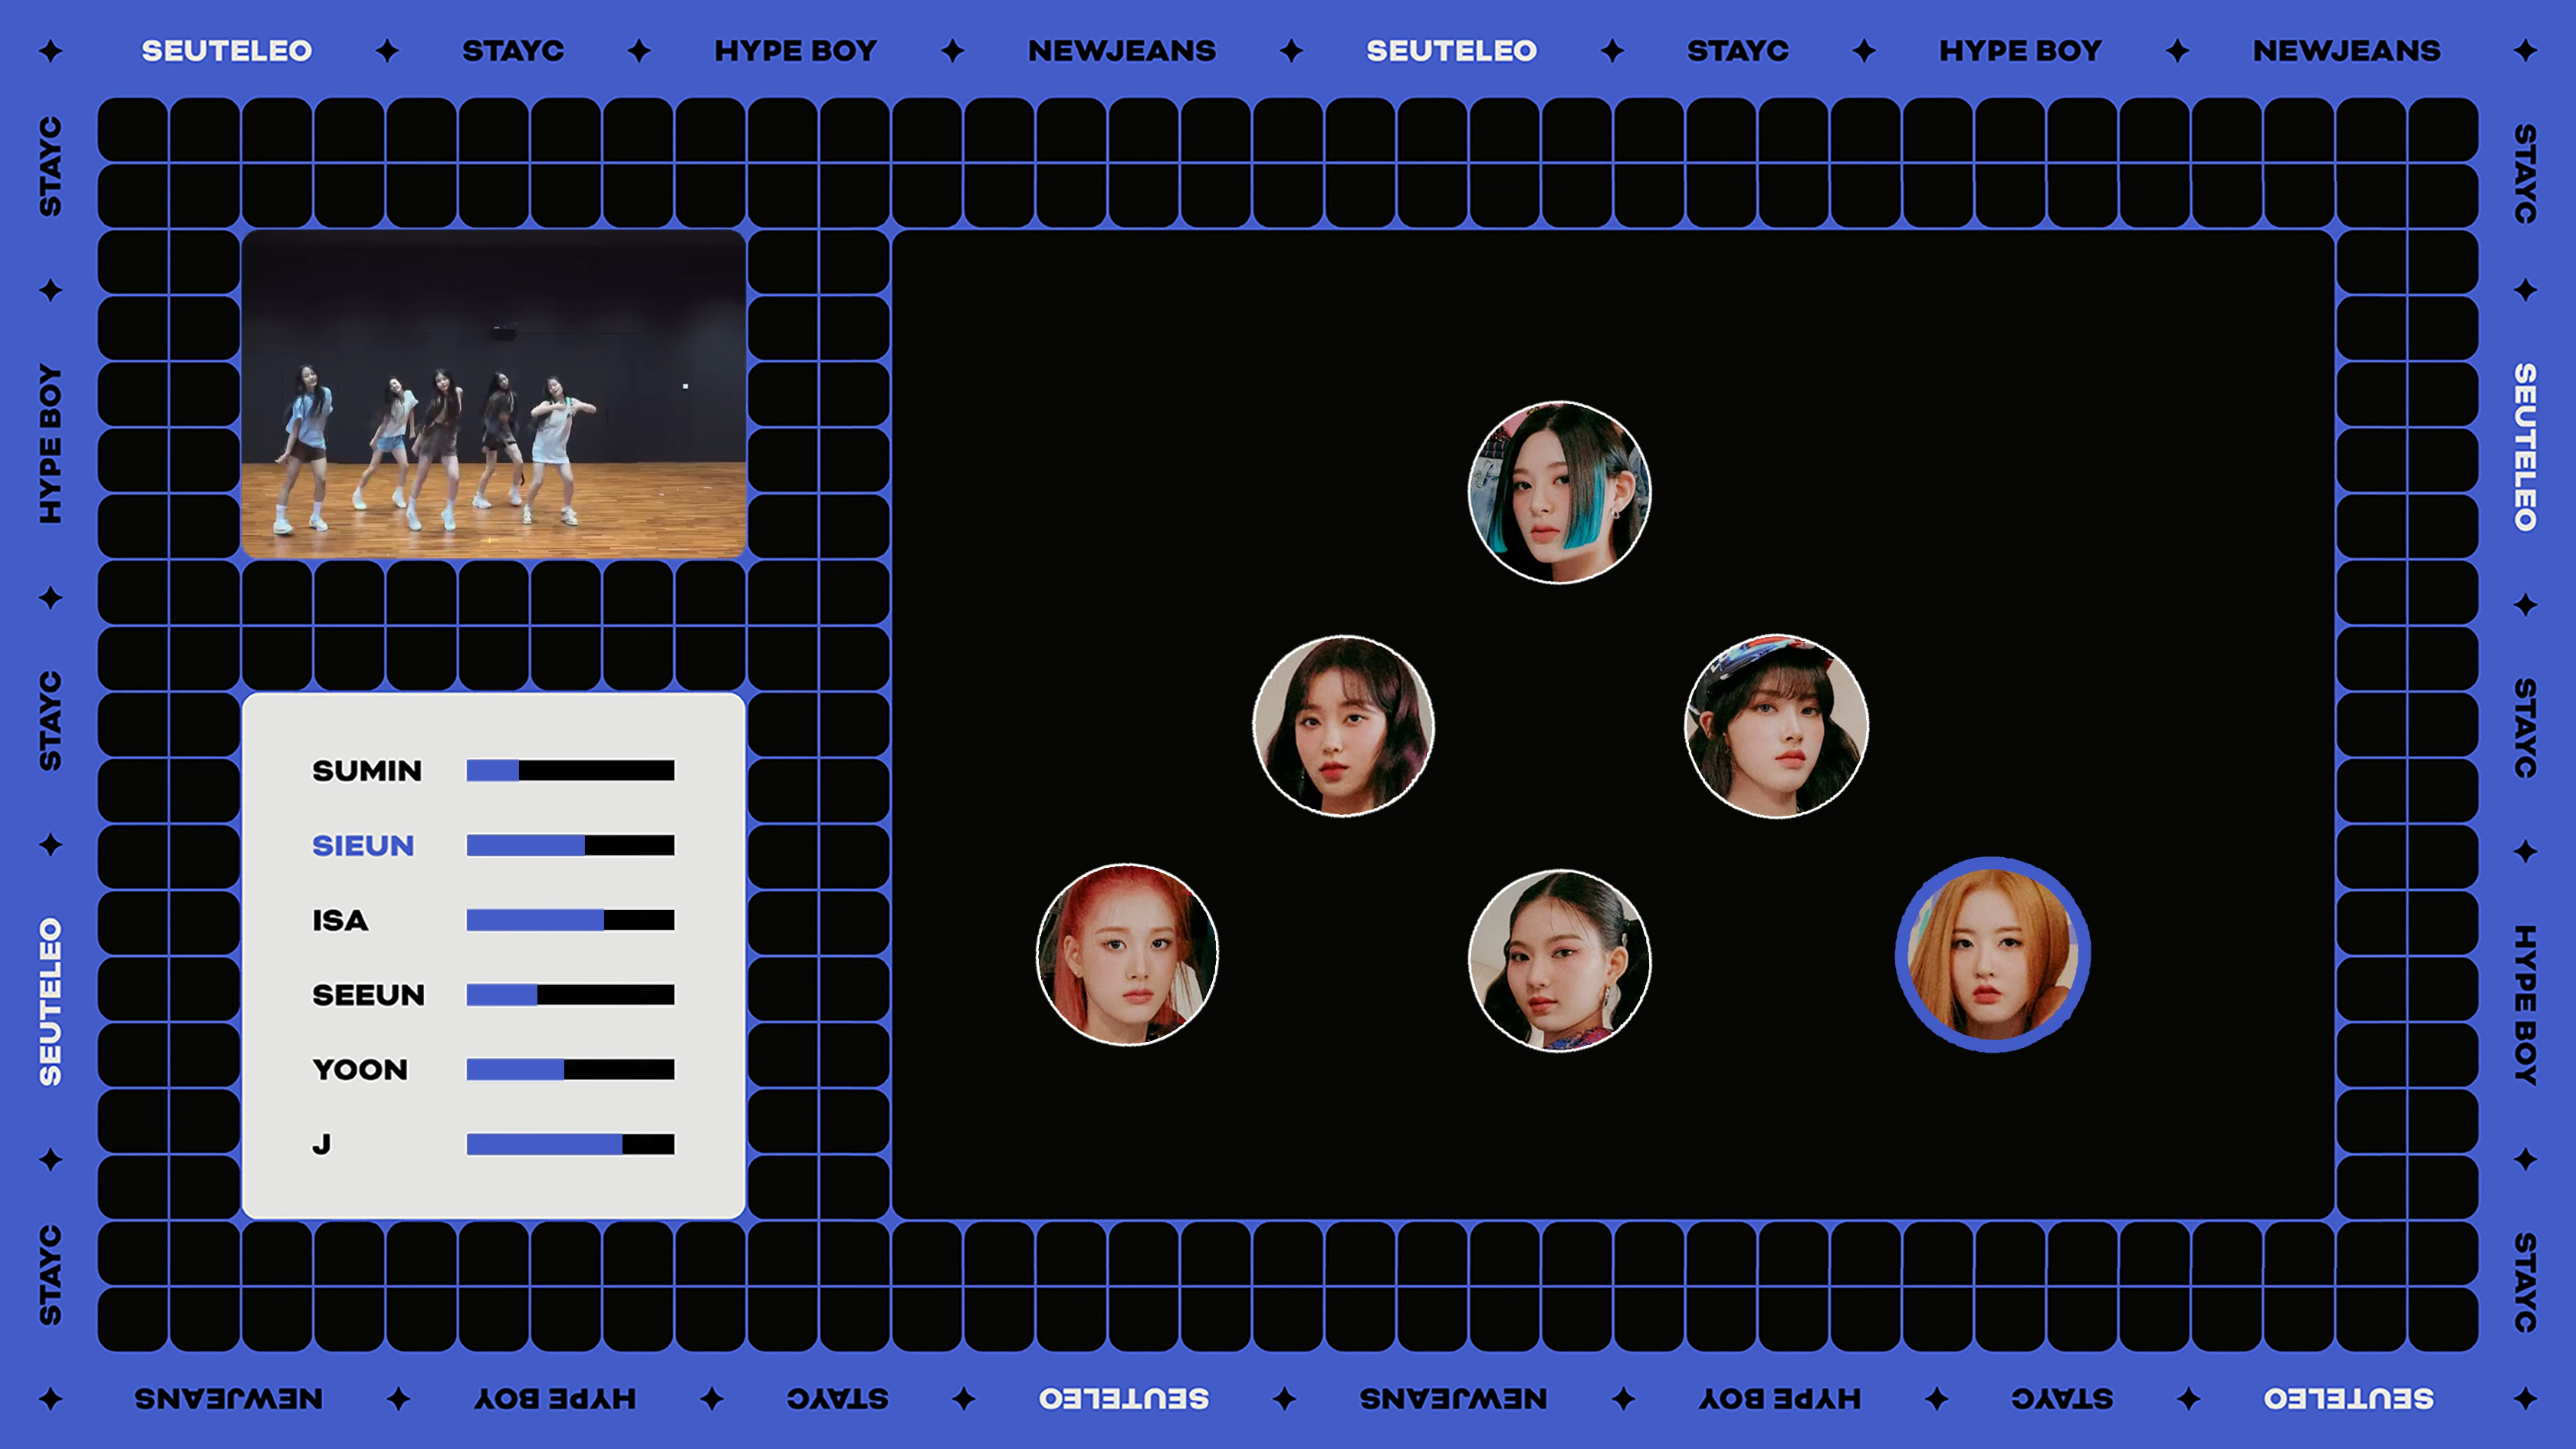 SEUTELEO ✦ STAYC ✦ HYPE BOY ✦ NEWJEANS ✦ SEUTELEO ✦ STAYC ✦ HYPE BOY ✦ NEWJEANS
STAYC ✦ SEUTELEO ✦ STAYC ✦ HYPE BOY ✦ STAYC
SEUTELEO ✦ STAYC ✦ HYPE BOY ✦ NEWJEANS ✦ SEUTELEO ✦ STAYC ✦ HYPE BOY ✦ NEWJEANS
STAYC ✦ SEUTELEO ✦ STAYC ✦ HYPE BOY ✦ STAYC
SUMIN
SIEUN
ISA
SEEUN
YOON
J